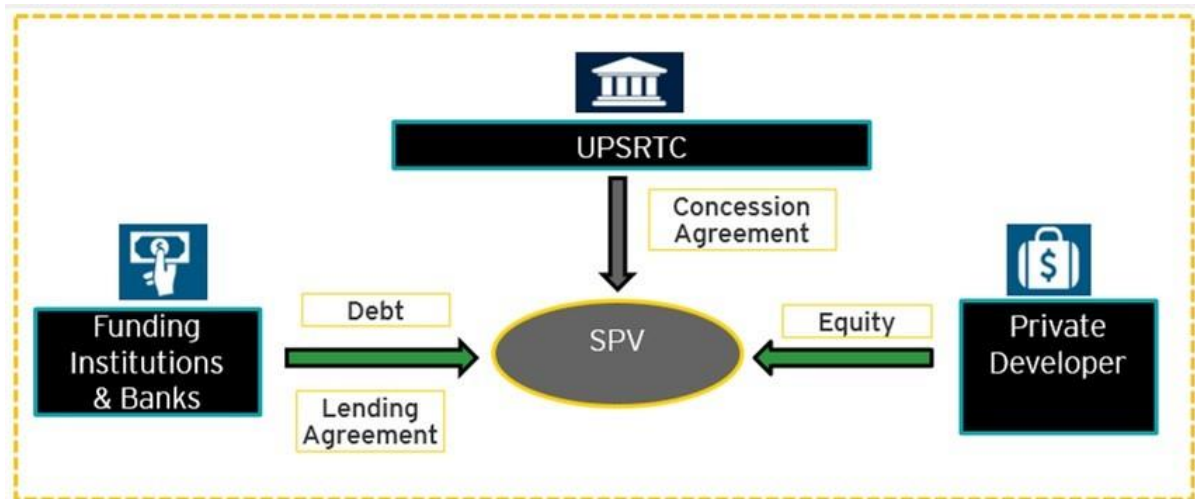 UPSRTC
Concession
Agreement
Debt
Equity
Funding
Institutions
& Banks
SPV
Private
Developer
Lending
Agreement
$